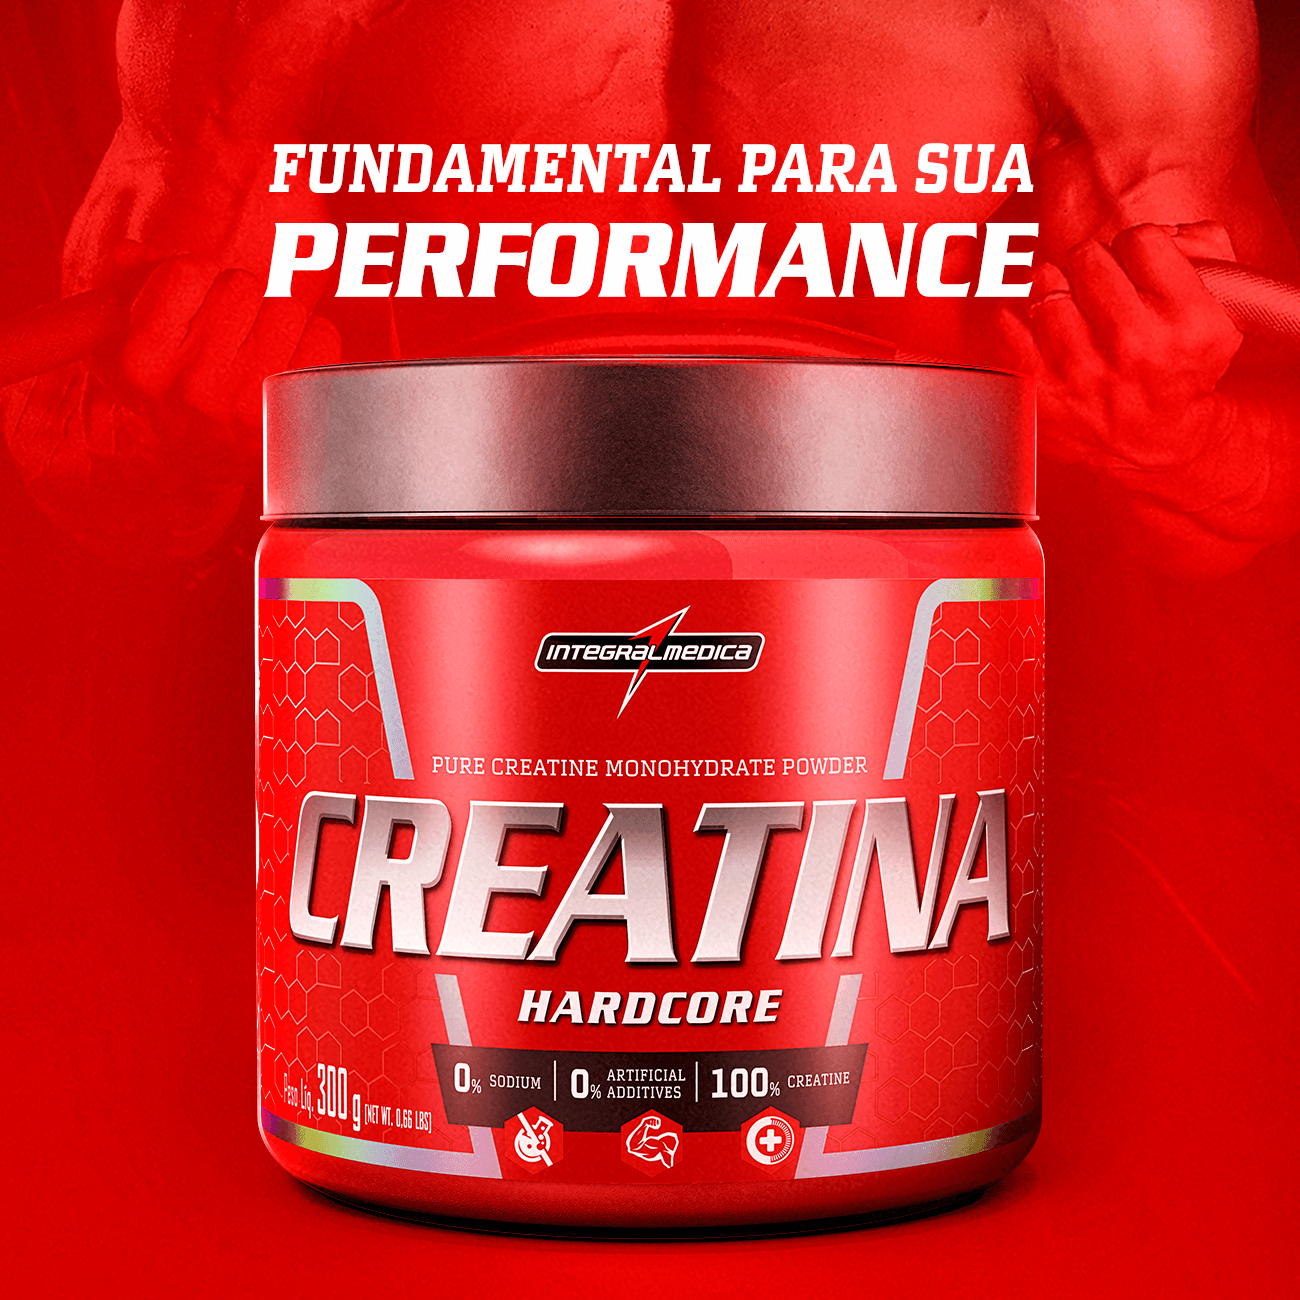 FUNDAMENTAL PARA SUA
PERFORMANCE
INTEGRALMEDICA
PURE CREATINE MONOHYDRATE POWDER
CREATINA
HARDCORE
0% SODIUM
0% ARTIFICIAL
ADDITIVES
100% CREATINE
Peso Líq. 300 g (NET WT. 0,66 LBS)